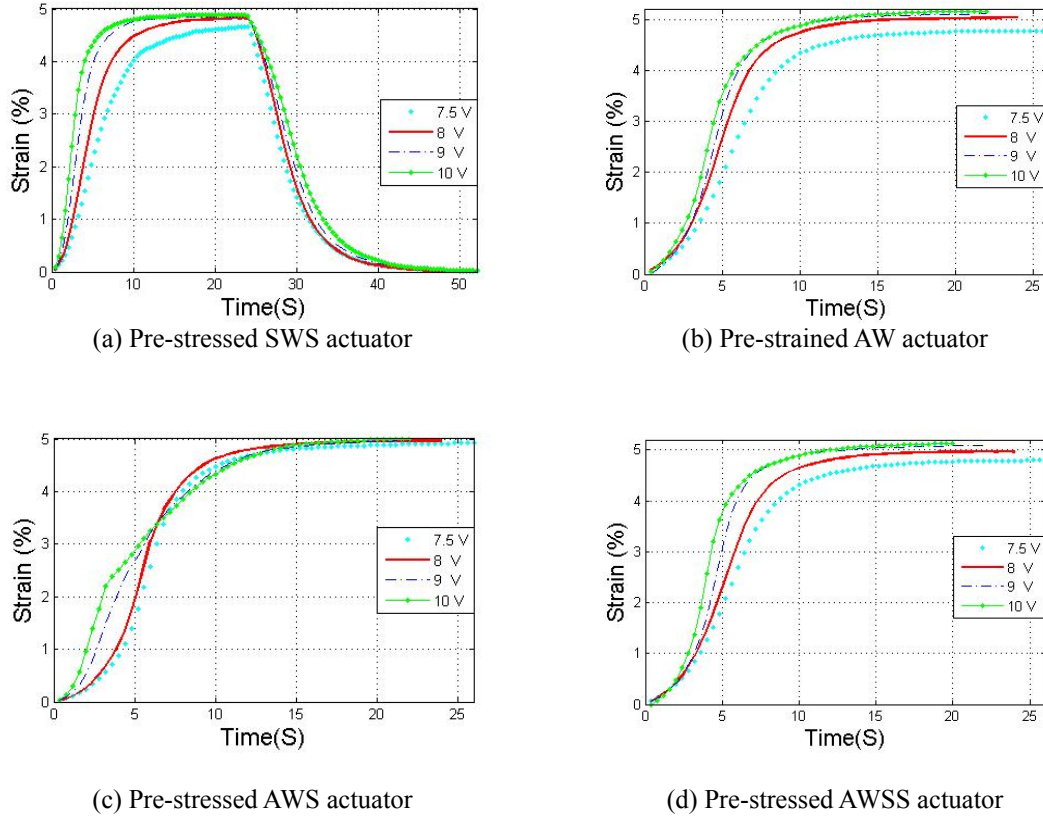 5
4
3
2
1
0
Strain (%)
0 10 20 30 40 50
Time(S)
7.5 V
8 V
9 V
10 V
(a) Pre-stressed SWS actuator
5
4
3
2
1
0
Strain (%)
0 5 10 15 20 25
Time(S)
7.5 V
8 V
9 V
10 V
(b) Pre-strained AW actuator
5
4
3
2
1
0
Strain (%)
0 5 10 15 20 25
Time(S)
7.5 V
8 V
9 V
10 V
(c) Pre-stressed AWS actuator
5
4
3
2
1
0
Strain (%)
0 5 10 15 20 25
Time(S)
7.5 V
8 V
9 V
10 V
(d) Pre-stressed AWSS actuator